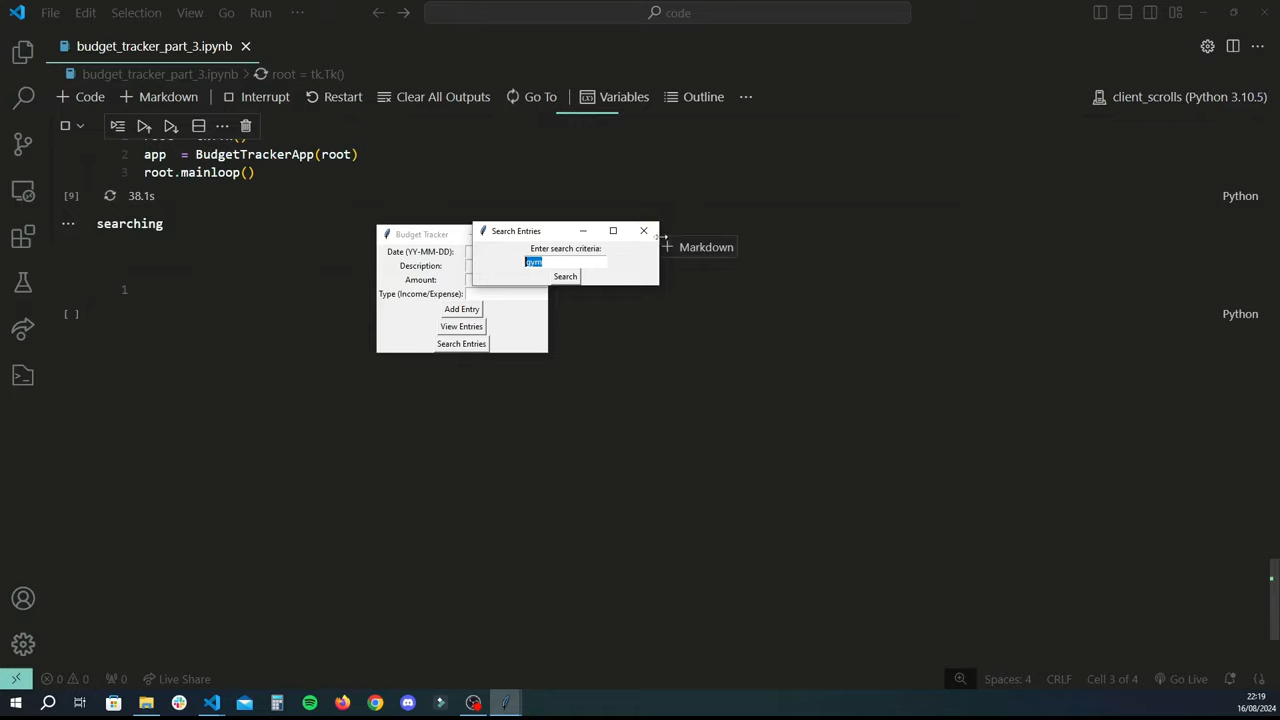 File Edit Selection View Go Run ··· code
budget_tracker_part_3.ipynb
budget_tracker_part_3.ipynb > root = tk.Tk()
+ Code + Markdown Interrupt Restart Clear All Outputs Go To Variables Outline ··· client_scrolls (Python 3.10.5)
2 app = BudgetTrackerApp(root)
3 root.mainloop()
[9] 38.1s Python
··· searching
Search Entries
Enter search criteria:
gym
Search
Budget Tracker
Date (YY-MM-DD):
Description:
Amount:
Type (Income/Expense):
Add Entry
View Entries
Search Entries
+ Markdown
1
[ ] Python
0 0 0 Live Share Spaces: 4 CRLF Cell 3 of 4 Go Live
22:19
16/08/2024